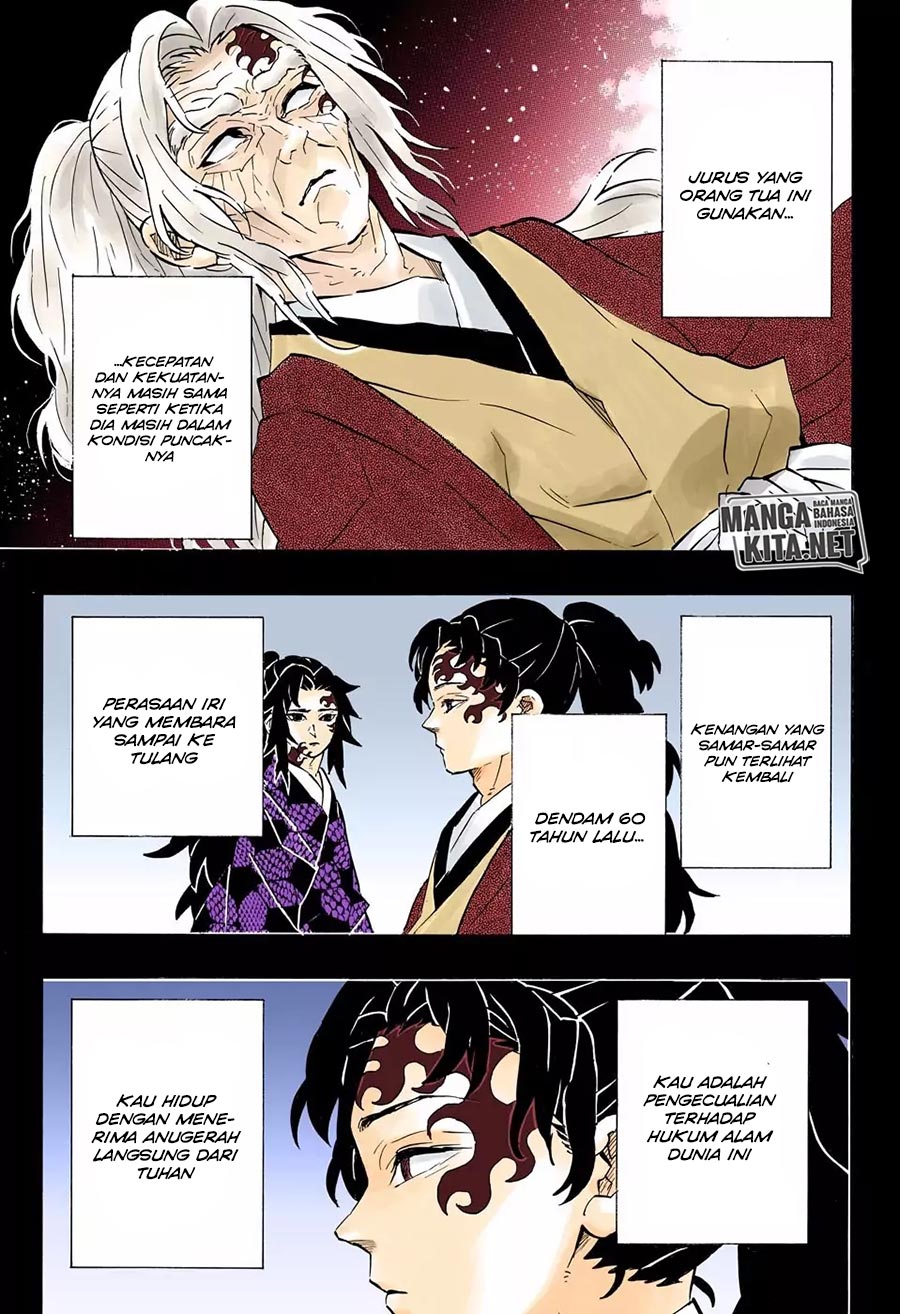 JURUS YANG
ORANG TUA INI
GUNAKAN...
...KECEPATAN
DAN KEKUATAN-
NYA MASIH SAMA
SEPERTI KETIKA
DIA MASIH DALAM
KONDISI PUNCAK-
NYA
MANGA
KITA.NET
BACA MANGA
BAHASA
INDONESIA
KENANGAN YANG
SAMAR-SAMAR
PUN TERLIHAT
KEMBALI
DENDAM 60
TAHUN LALU...
PERASAAN IRI
YANG MEMBARA
SAMPAI KE
TULANG
KAU ADALAH
PENGECUALIAN
TERHADAP
HUKUM ALAM
DUNIA INI
KAU HIDUP
DENGAN MENE-
RIMA ANUGERAH
LANGSUNG DARI
TUHAN